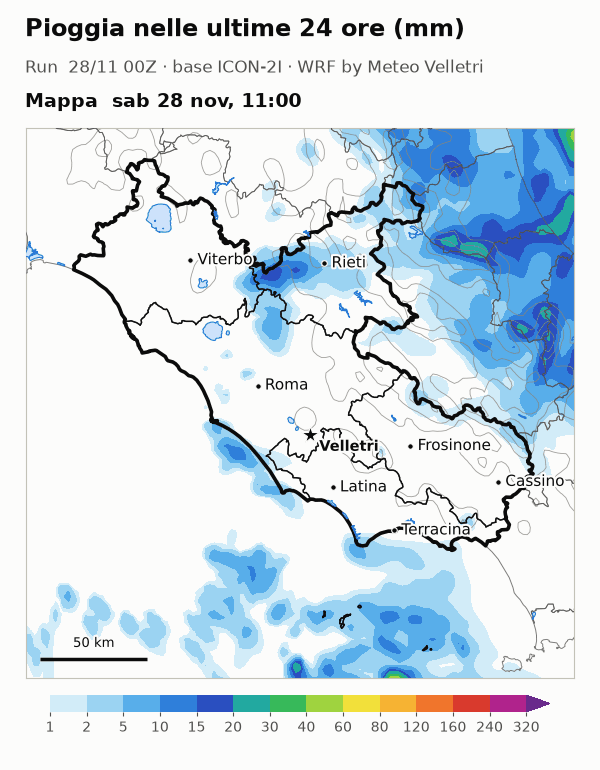 Pioggia nelle ultime 24 ore (mm)
Run 28/11 00Z · base ICON-2I · WRF by Meteo Velletri
Mappa sab 28 nov, 11:00
Viterbo
Rieti
Roma
Velletri
Frosinone
Cassino
Latina
Terracina
50 km
1 2 5 10 15 20 30 40 60 80 120 160 240 320